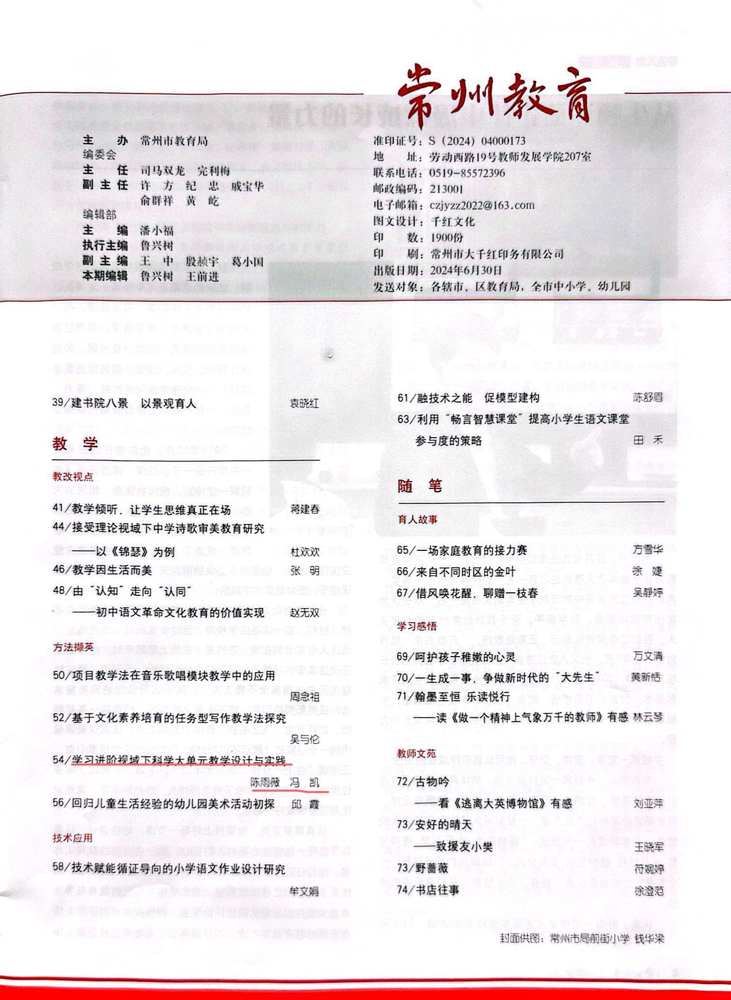 常州教育
主　办　常州市教育局
编委会
主　任　司马双龙　完利梅
副主任　许　方　纪　忠　戚宝华
俞群祥　黄　屹
编辑部
主　编　潘小福
执行主编　鲁兴树
副主编　王　中　殷赪宇　葛小国
本期编辑　鲁兴树　王前进
准印证号：S（2024）04000173
地　址：劳动西路19号教师发展学院207室
联系电话：0519-85572396
邮政编码：213001
电子邮箱：czjyzz2022@163.com
图文设计：千红文化
印　数：1900份
印　刷：常州市大千红印务有限公司
出版日期：2024年6月30日
发送对象：各辖市、区教育局，全市中小学、幼儿园
39/建书院八景　以景观育人　袁晓红
教　学
教改视点
41/教学倾听，让学生思维真正在场　蒋建春
44/接受理论视域下中学诗歌审美教育研究
——以《锦瑟》为例　杜欢欢
46/教学因生活而美　张　明
48/由“认知”走向“认同”
——初中语文革命文化教育的价值实现　赵无双
方法撷英
50/项目教学法在音乐歌唱模块教学中的应用
周念祖
52/基于文化素养培育的任务型写作教学法探究
吴与伦
54/学习进阶视域下科学大单元教学设计与实践
陈雨薇　冯　凯
56/回归儿童生活经验的幼儿园美术活动初探　邱　霞
技术应用
58/技术赋能循证导向的小学语文作业设计研究
牟文娟
61/融技术之能　促模型建构　陈舒眉
63/利用“畅言智慧课堂”提高小学生语文课堂
参与度的策略　田　禾
随　笔
育人故事
65/一场家庭教育的接力赛　方雪华
66/来自不同时区的金叶　徐　婕
67/借风唤花醒，聊赠一枝春　吴静婷
学习感悟
69/呵护孩子稚嫩的心灵　万文清
70/一生成一事，争做新时代的“大先生”　黄新恬
71/翰墨至恒 乐读悦行
——读《做一个精神上气象万千的教师》有感　林云琴
教师文苑
72/古物吟
——看《逃离大英博物馆》有感　刘亚萍
73/安好的晴天
——致援友小樊　王晓军
73/野蔷薇　符婉婷
74/书店往事　徐澄范
封面供图：常州市局前街小学 钱华梁